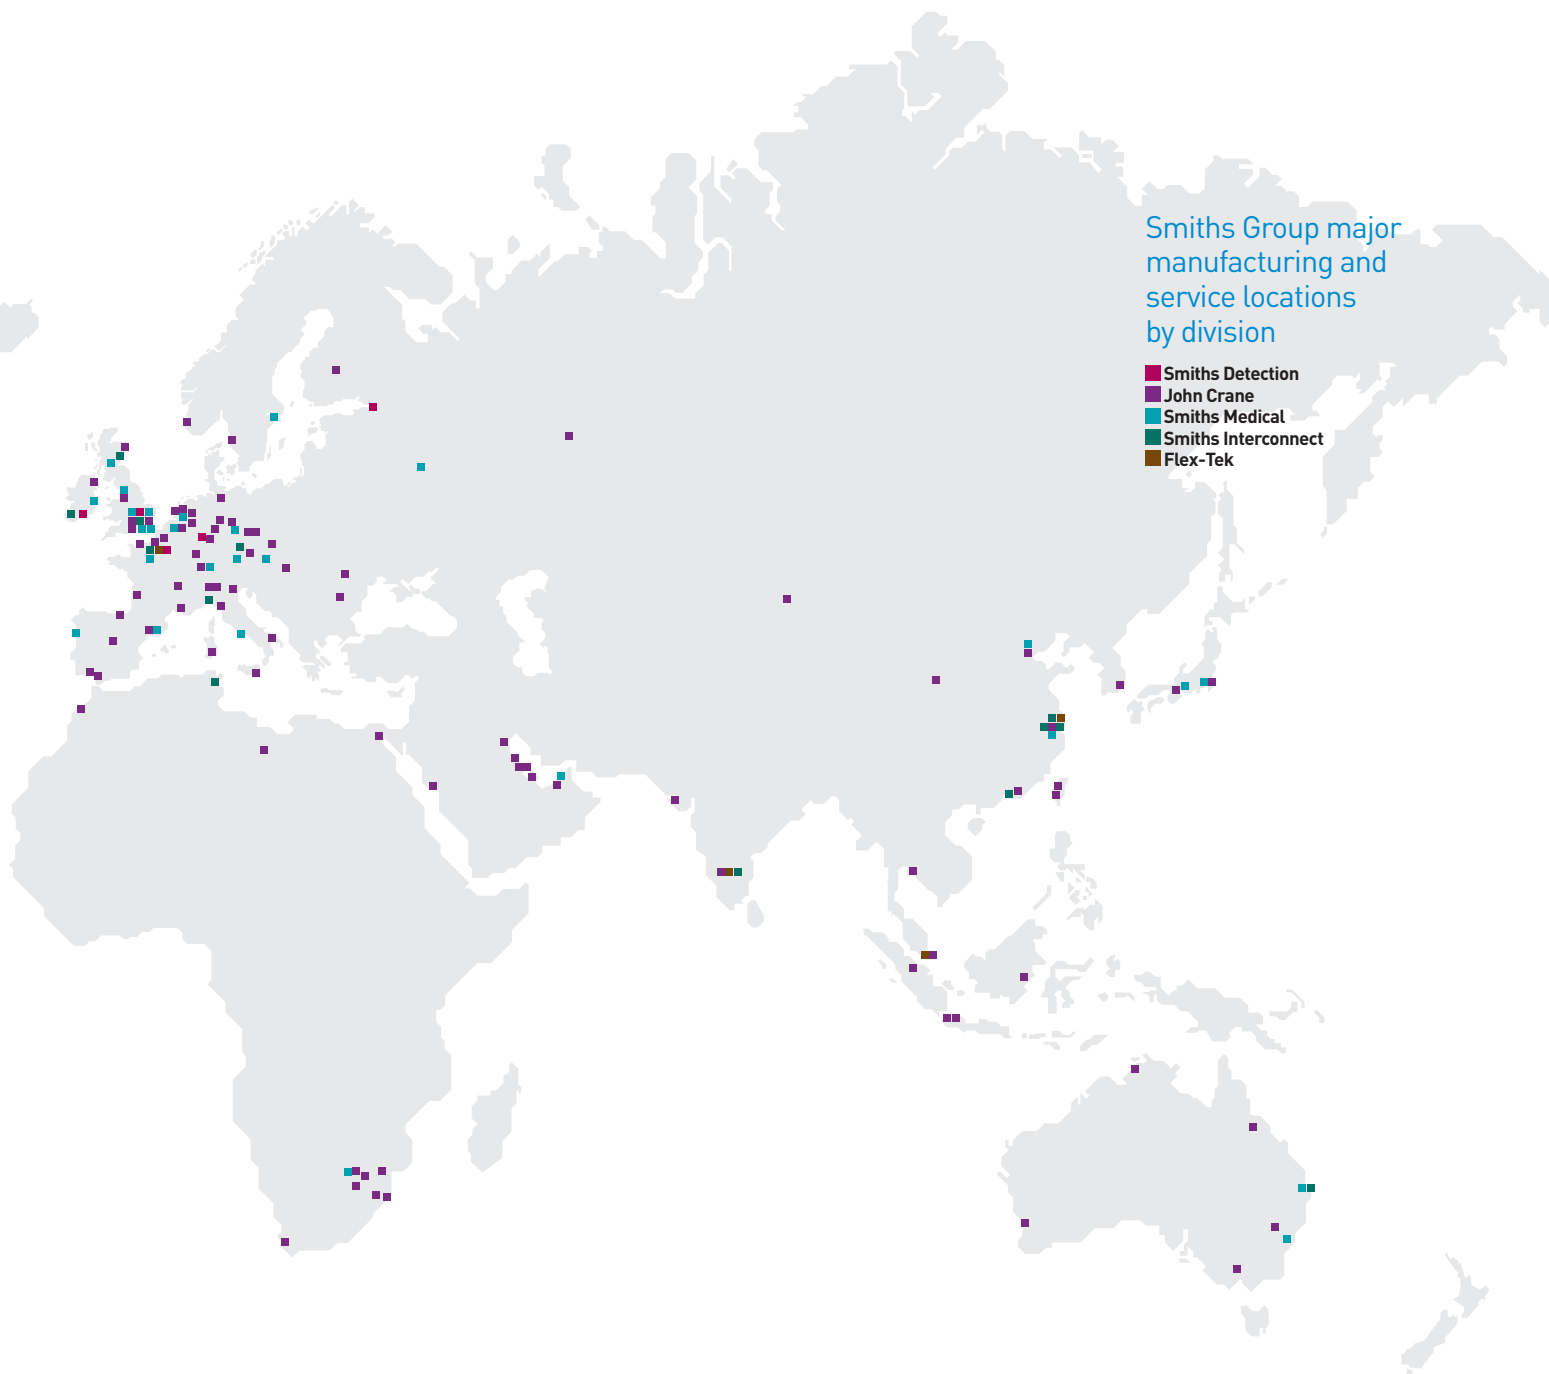 Smiths Group major
manufacturing and
service locations
by division
Smiths Detection
John Crane
Smiths Medical
Smiths Interconnect
Flex-Tek